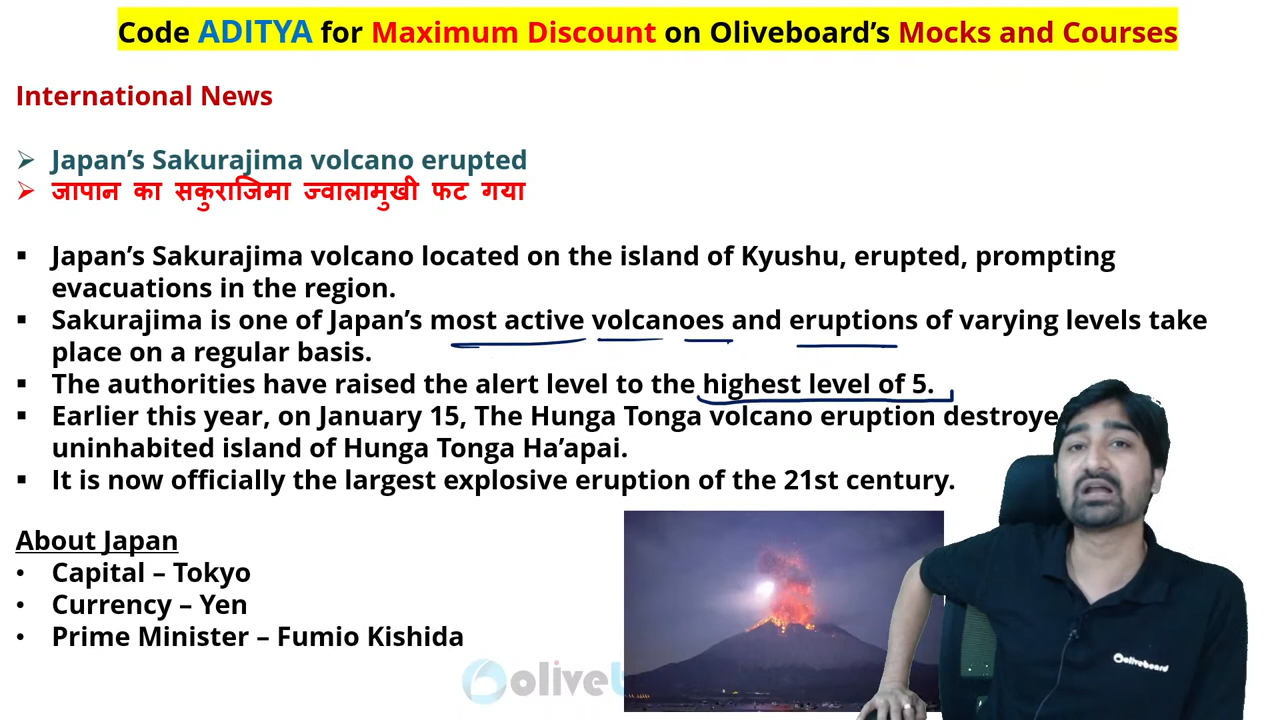 Code ADITYA for Maximum Discount on Oliveboard's Mocks and Courses
International News
➢ Japan's Sakurajima volcano erupted
➢ जापान का सकुराजिमा ज्वालामुखी फट गया
▪ Japan's Sakurajima volcano located on the island of Kyushu, erupted, prompting
evacuations in the region.
▪ Sakurajima is one of Japan's most active volcanoes and eruptions of varying levels take
place on a regular basis.
▪ The authorities have raised the alert level to the highest level of 5.
▪ Earlier this year, on January 15, The Hunga Tonga volcano eruption destroye
uninhabited island of Hunga Tonga Ha'apai.
▪ It is now officially the largest explosive eruption of the 21st century.
About Japan
• Capital – Tokyo
• Currency – Yen
• Prime Minister – Fumio Kishida
oliveboard